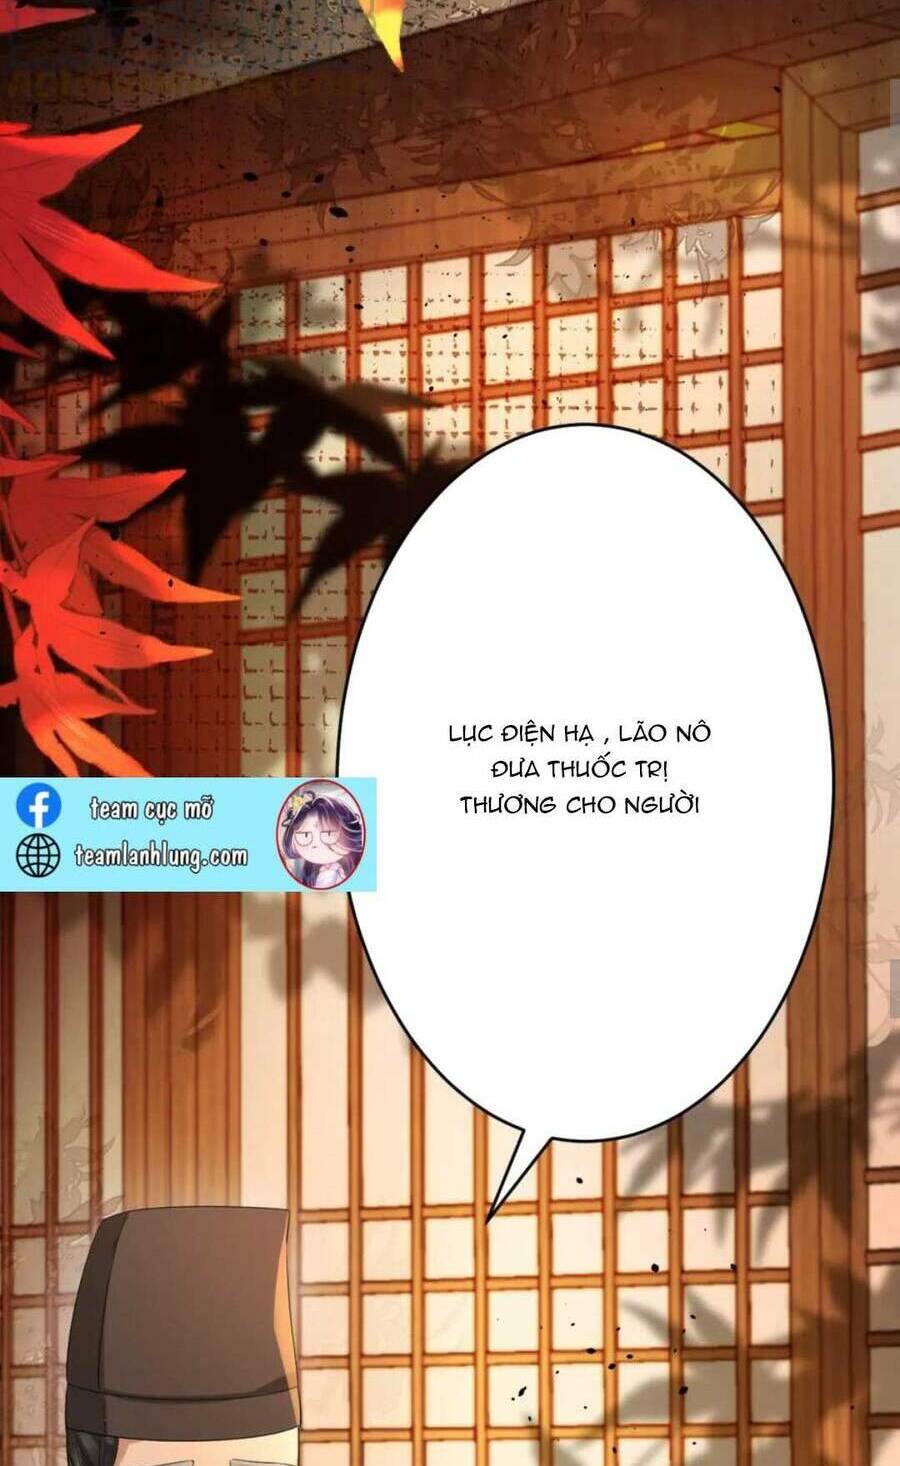 LỤC ĐIỆN HẠ , LÃO NÔ
ĐƯA THUỐC TRỊ
THƯƠNG CHO NGƯỜI
team cục mỡ
teamlanhlung.com